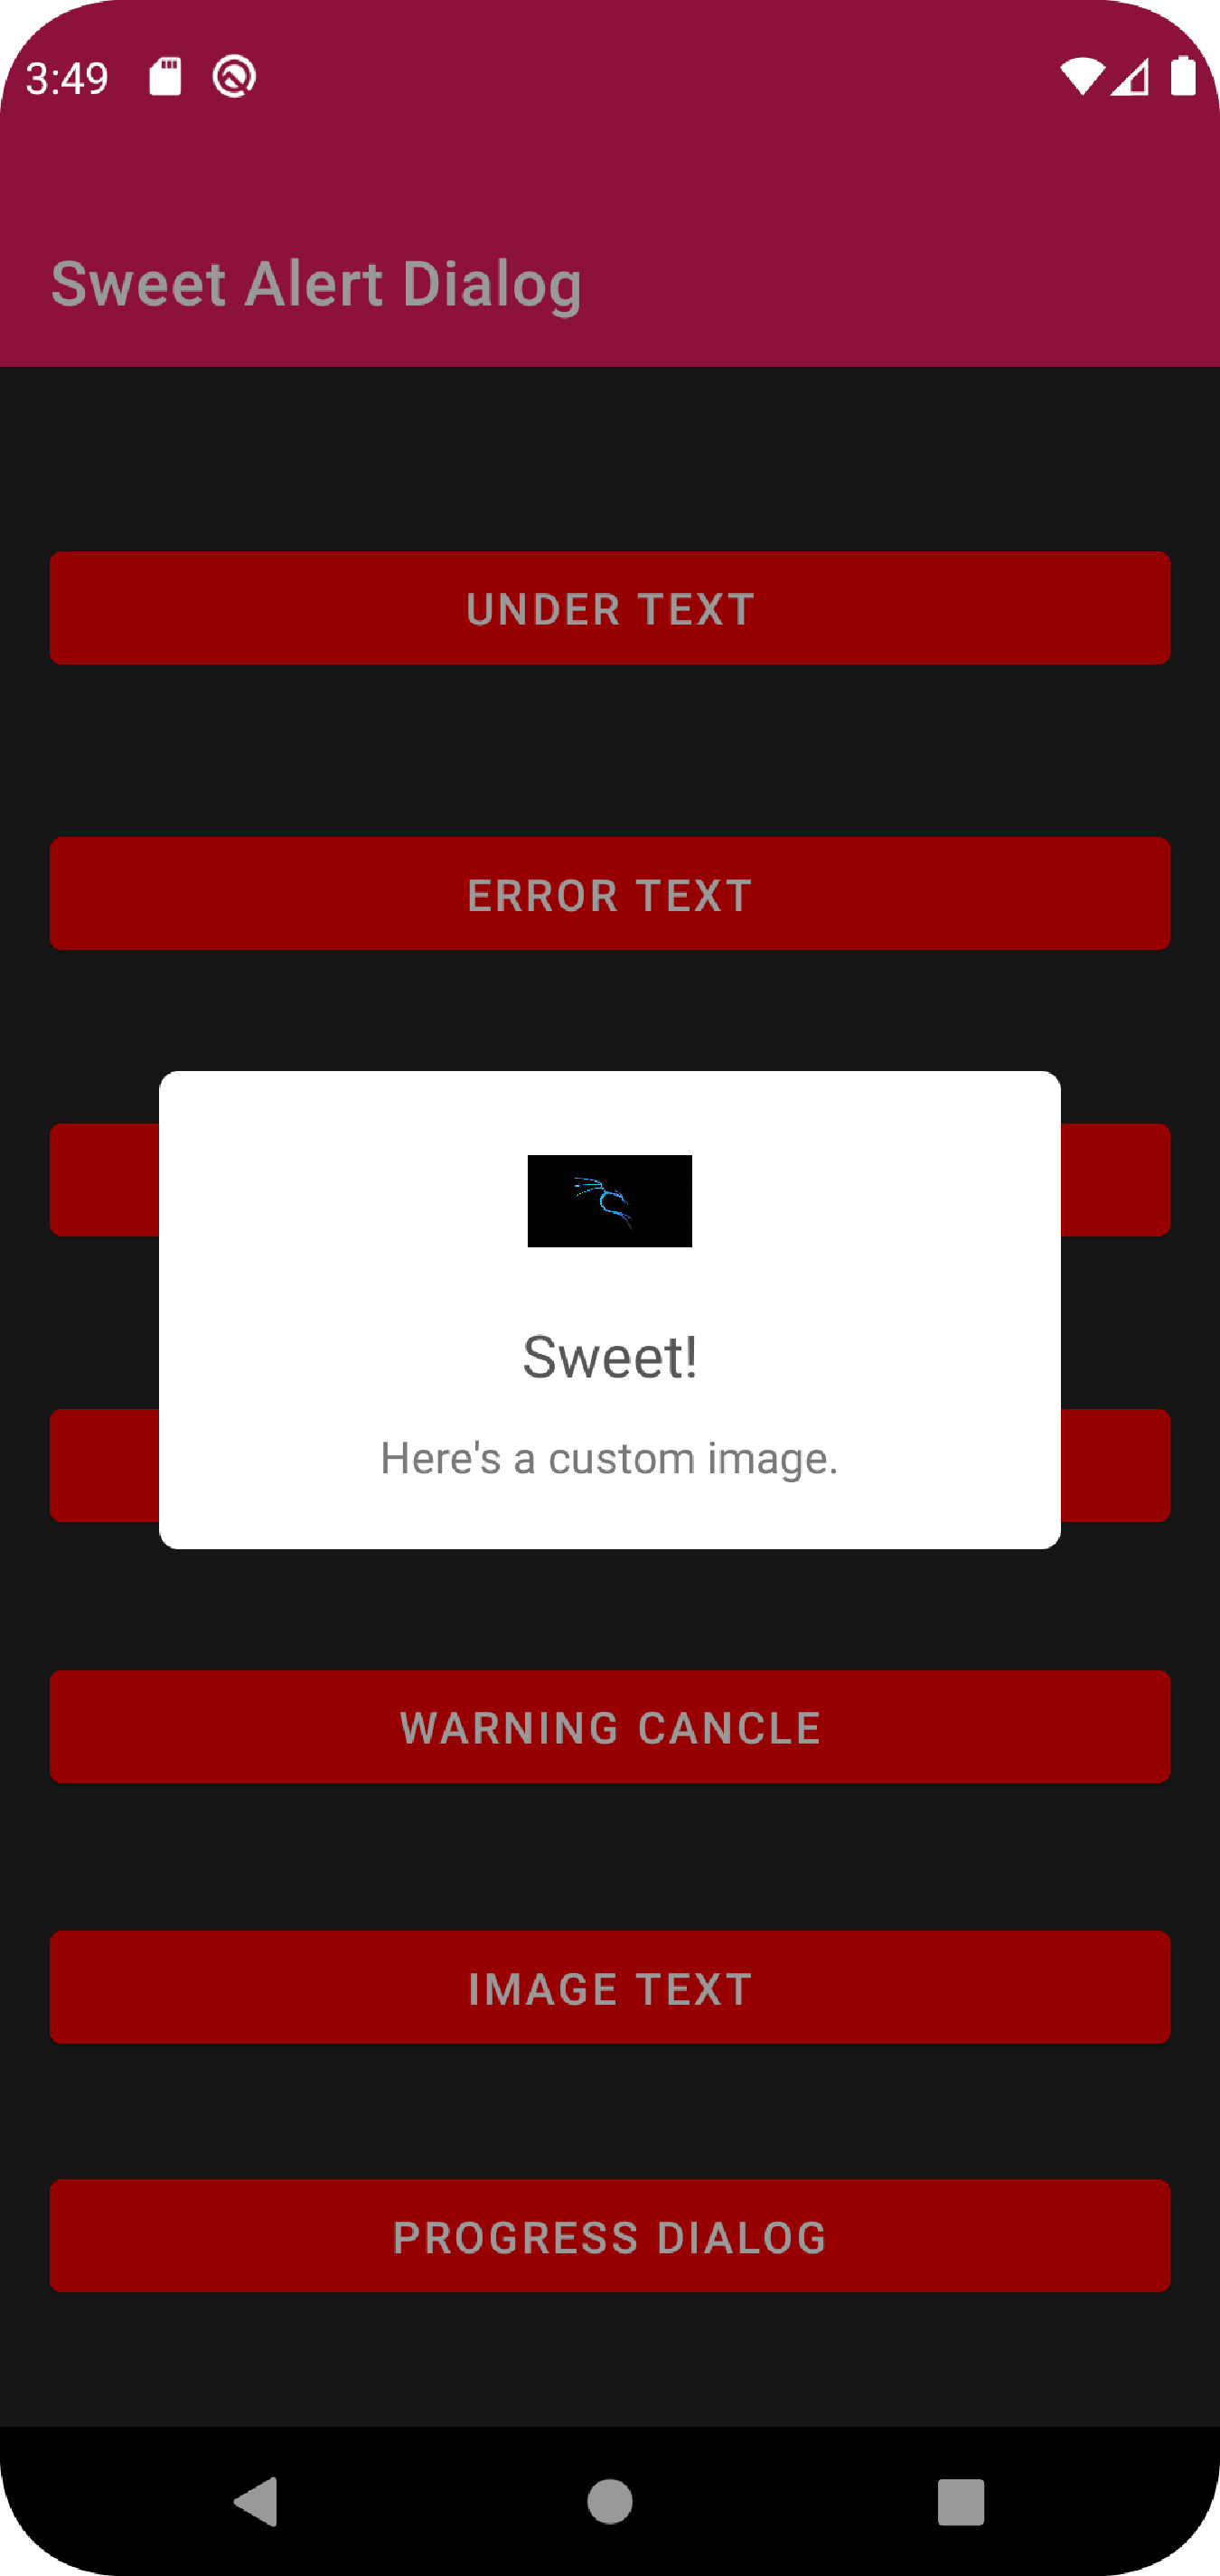 3:49
Sweet Alert Dialog
UNDER TEXT
ERROR TEXT
Sweet!
Here's a custom image.
WARNING CANCLE
IMAGE TEXT
PROGRESS DIALOG